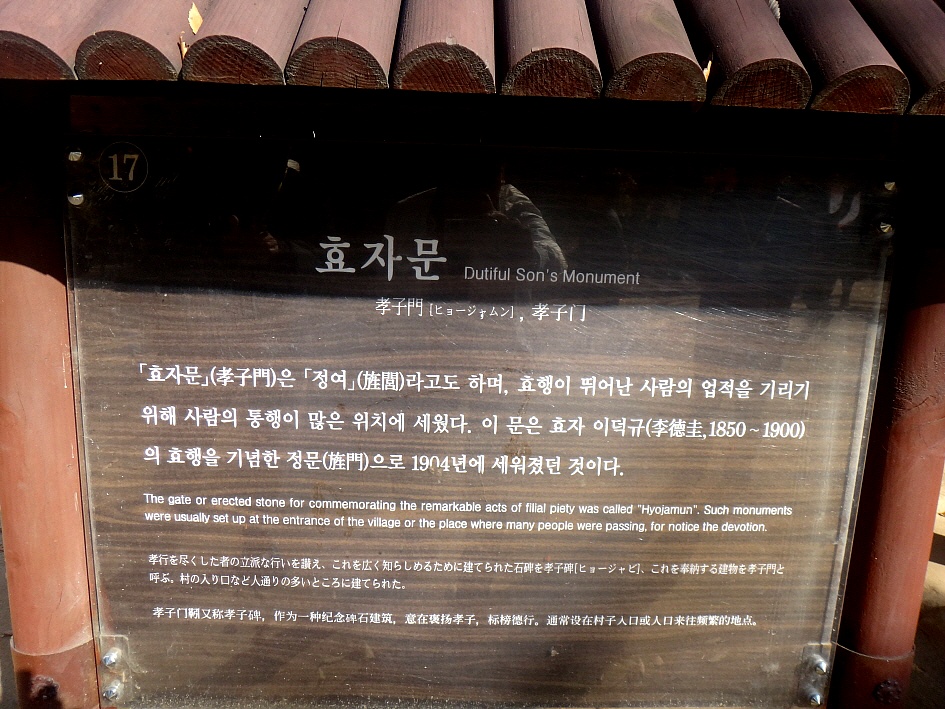 17
효자문 Dutiful Son's Monument
孝子門 [ヒョージャムン] , 孝子门
「효자문」(孝子門)은 「정여」(旌閭)라고도 하며, 효행이 뛰어난 사람의 업적을 기리기
위해 사람의 통행이 많은 위치에 세웠다. 이 문은 효자 이덕규(李德圭, 1850 ~ 1900)
의 효행을 기념한 정문(旌門)으로 1904년에 세워졌던 것이다.
The gate or erected stone for commemorating the remarkable acts of filial piety was called "Hyojamun". Such monuments
were usually set up at the entrance of the village or the place where many people were passing, for notice the devotion.
孝行を尽くした者の立派な行いを讃え、これを広く知らしめるために建てられた石碑を孝子碑[ヒョージャビ]、これを奉納する建物を孝子門と
呼ぶ。村の入り口など人通りの多いところに建てられた。
孝子门又称孝子碑，作为一种纪念碑石建筑，意在褒扬孝子，标榜德行。通常设在村子入口或人口来往频繁的地点。